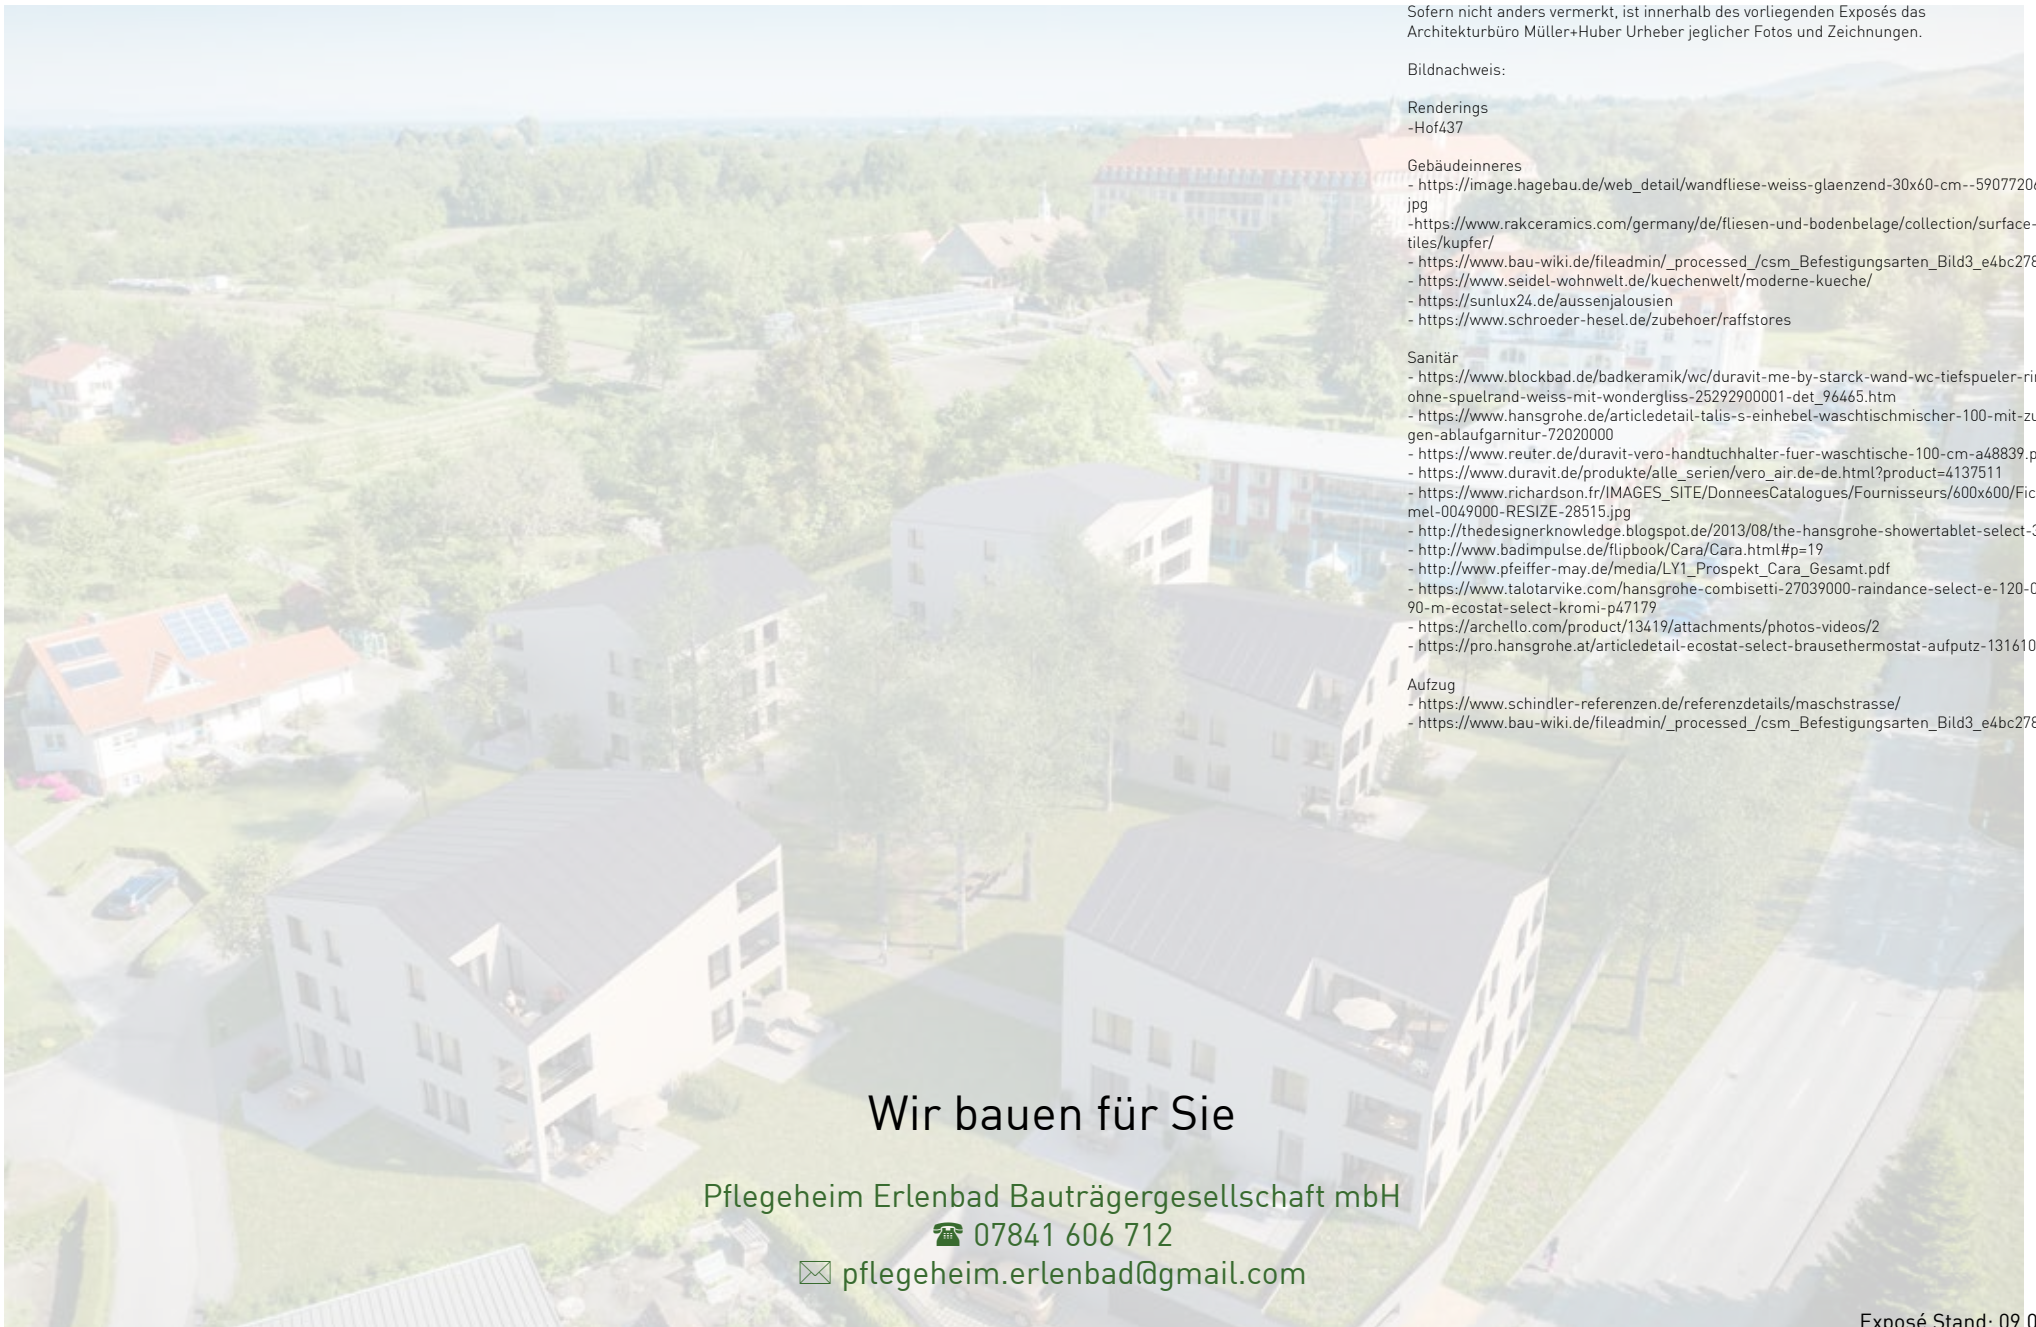 Sofern nicht anders vermerkt, ist innerhalb des vorliegenden Exposés das
Architekturbüro Müller+Huber Urheber jeglicher Fotos und Zeichnungen.
Bildnachweis:
Renderings
-Hof437
Gebäudeinneres
- https://image.hagebau.de/web_detail/wandfliese-weiss-glaenzend-30x60-cm--5907720
jpg
-https://www.rakceramics.com/germany/de/fliesen-und-bodenbelage/collection/surface-
tiles/kupfer/
- https://www.bau-wiki.de/fileadmin/_processed_/csm_Befestigungsarten_Bild3_e4bc278
- https://www.seidel-wohnwelt.de/kuechenwelt/moderne-kueche/
- https://sunlux24.de/aussenjalousien
- https://www.schroeder-hesel.de/zubehoer/raffstores
Sanitär
- https://www.blockbad.de/badkeramik/wc/duravit-me-by-starck-wand-wc-tiefspueler-ri
ohne-spuelrand-weiss-mit-wondergliss-25292900001-det_96465.htm
- https://www.hansgrohe.de/articledetail-talis-s-einhebel-waschtischmischer-100-mit-zu
gen-ablaufgarnitur-72020000
- https://www.reuter.de/duravit-vero-handtuchhalter-fuer-waschtische-100-cm-a48839.p
- https://www.duravit.de/produkte/alle_serien/vero_air.de-de.html?product=4137511
- https://www.richardson.fr/IMAGES_SITE/DonneesCatalogues/Fournisseurs/600x600/Fic
mel-0049000-RESIZE-28515.jpg
- http://thedesignerknowledge.blogspot.de/2013/08/the-hansgrohe-showertablet-select-3
- http://www.badimpulse.de/flipbook/Cara/Cara.html#p=19
- http://www.pfeiffer-may.de/media/LY1_Prospekt_Cara_Gesamt.pdf
- https://www.talotarvike.com/hansgrohe-combisetti-27039000-raindance-select-e-120-0
90-m-ecostat-select-kromi-p47179
- https://archello.com/product/13419/attachments/photos-videos/2
- https://pro.hansgrohe.at/articledetail-ecostat-select-brausethermostat-aufputz-131610
Aufzug
- https://www.schindler-referenzen.de/referenzdetails/maschstrasse/
- https://www.bau-wiki.de/fileadmin/_processed_/csm_Befestigungsarten_Bild3_e4bc278
Wir bauen für Sie
Pflegeheim Erlenbad Bauträgergesellschaft mbH
☎ 07841 606 712
✉ pflegeheim.erlenbad@gmail.com
Exposé Stand: 09.0